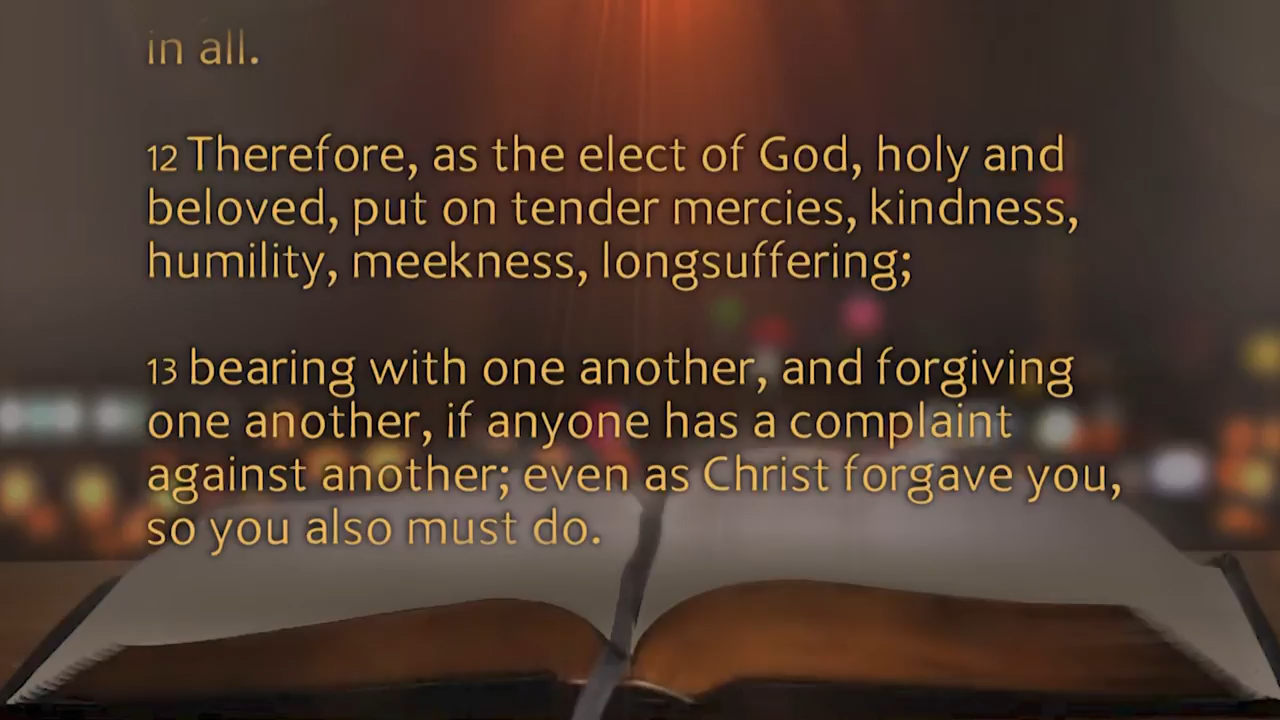 in all.
12 Therefore, as the elect of God, holy and
beloved, put on tender mercies, kindness,
humility, meekness, longsuffering;
13 bearing with one another, and forgiving
one another, if anyone has a complaint
against another; even as Christ forgave you,
so you also must do.